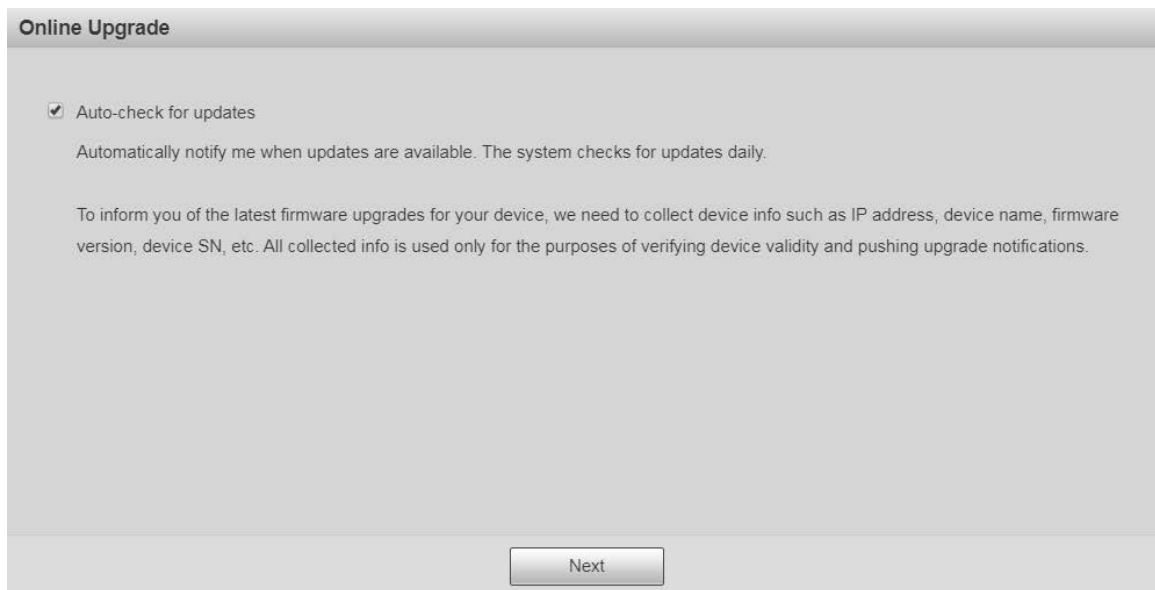 Online Upgrade
Auto-check for updates
Automatically notify me when updates are available. The system checks for updates daily.
To inform you of the latest firmware upgrades for your device, we need to collect device info such as IP address, device name, firmware
version, device SN, etc. All collected info is used only for the purposes of verifying device validity and pushing upgrade notifications.
Next